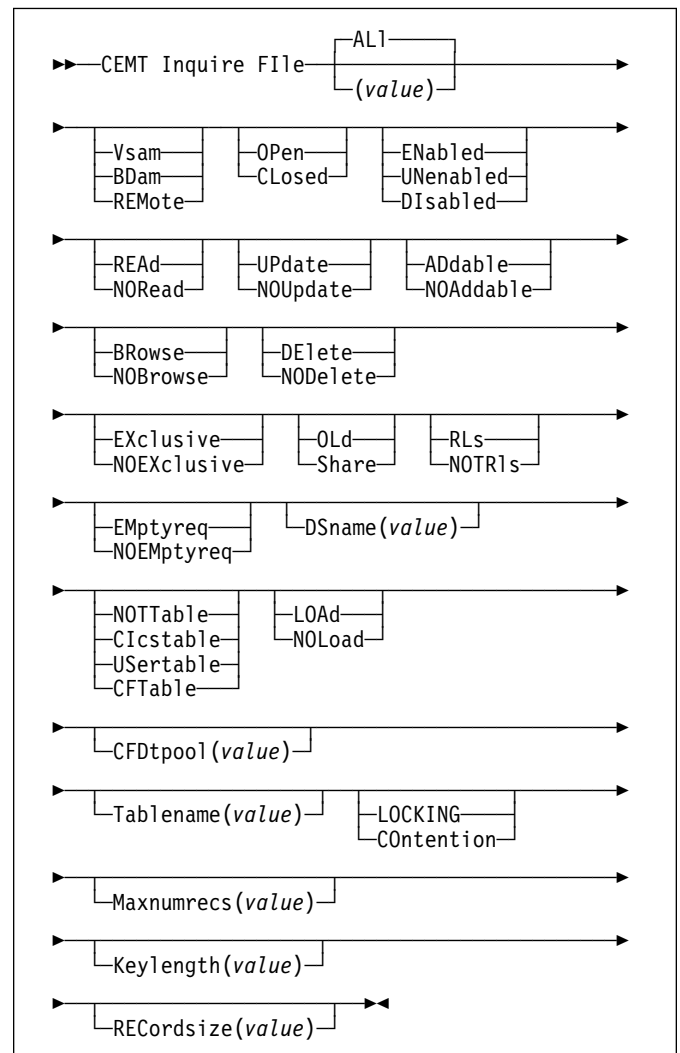 ALl
CEMT Inquire FIle
(value)
Vsam OPen ENabled
BDam CLosed UNenabled
REMote DIsabled
REAd UPdate ADdable
NORead NOUpdate NOAddable
BRowse DElete
NOBrowse NODelete
EXclusive OLd RLs
NOEXclusive Share NOTRls
EMptyreq DSname(value)
NOEMptyreq
NOTTable LOAd
CIcstable NOLoad
USertable
CFTable
CFDtpool(value)
Tablename(value) LOCKING
COntention
Maxnumrecs(value)
Keylength(value)
RECordsize(value)